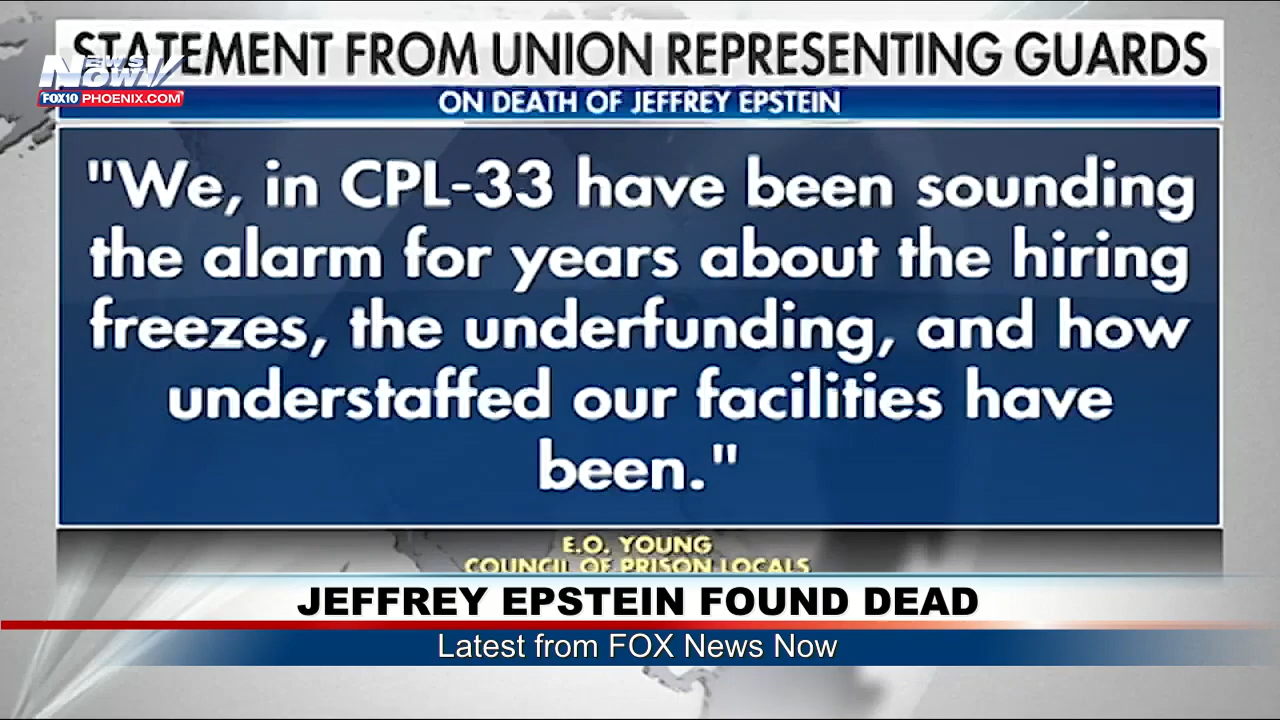 STATEMENT FROM UNION REPRESENTING GUARDS
NEWS
NOW
FOX10 PHOENIX.COM
ON DEATH OF JEFFREY EPSTEIN
"We, in CPL-33 have been sounding
the alarm for years about the hiring
freezes, the underfunding, and how
understaffed our facilities have
been."
E.O. YOUNG
COUNCIL OF PRISON LOCALS
JEFFREY EPSTEIN FOUND DEAD
Latest from FOX News Now